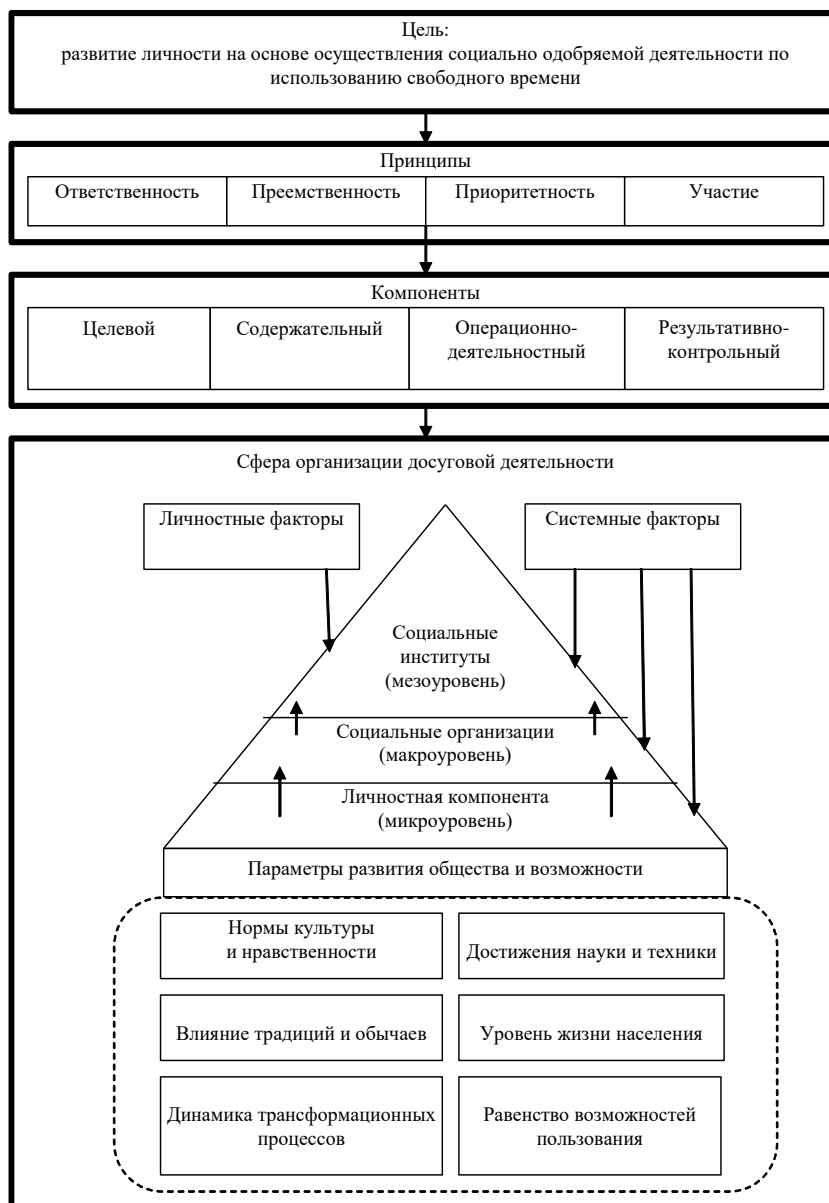 Цель:
развитие личности на основе осуществления социально одобряемой деятельности по
использованию свободного времени
Принципы
Ответственность
Преемственность
Приоритетность
Участие
Компоненты
Целевой
Содержательный
Операционно-
деятельностный
Результативно-
контрольный
Сфера организации досуговой деятельности
Личностные факторы
Системные факторы
Социальные
институты
(мезоуровень)
Социальные организации
(макроуровень)
Личностная компонента
(микроуровень)
Параметры развития общества и возможности
Нормы культуры
и нравственности
Достижения науки и техники
Влияние традиций и обычаев
Уровень жизни населения
Динамика трансформационных
процессов
Равенство возможностей
пользования